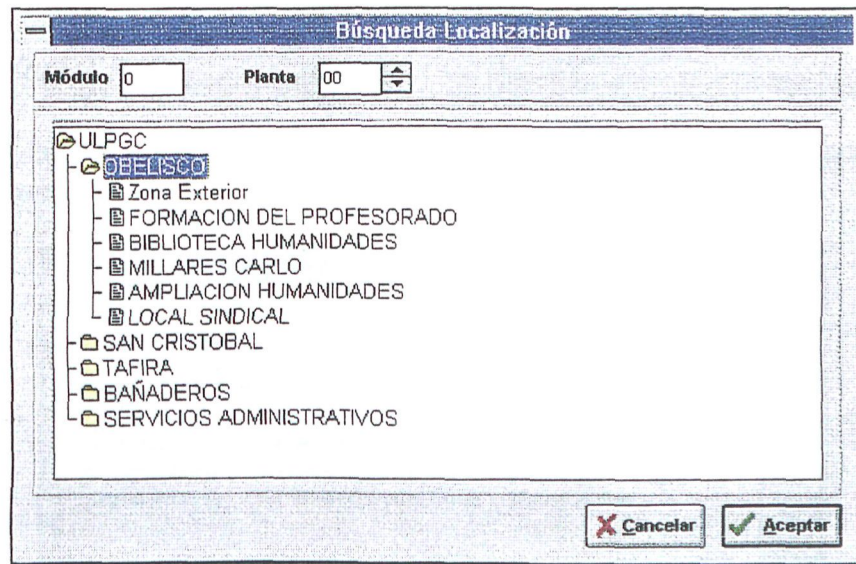 Búsqueda Localización
Módulo 0 Planta 00
ULPGC
OBELISCO
Zona Exterior
FORMACION DEL PROFESORADO
BIBLIOTECA HUMANIDADES
MILLARES CARLO
AMPLIACION HUMANIDADES
LOCAL SINDICAL
SAN CRISTOBAL
TAFIRA
BAÑADEROS
SERVICIOS ADMINISTRATIVOS
Cancelar Aceptar